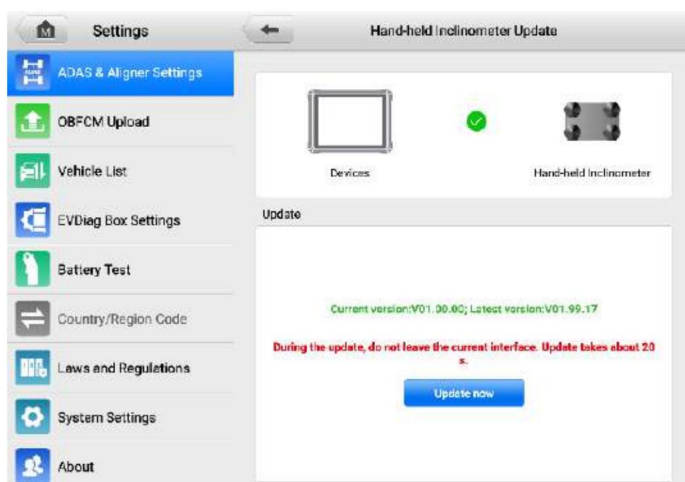 Settings
Hand-held Inclinometer Update
ADAS & Aligner Settings
OBFCM Upload
Vehicle List
EVDiag Box Settings
Battery Test
Country/Region Code
Laws and Regulations
System Settings
About
Devices
Hand-held Inclinometer
Update
Current version:V01.00.00; Latest version:V01.99.17
During the update, do not leave the current interface. Update takes about 20
s.
Update now